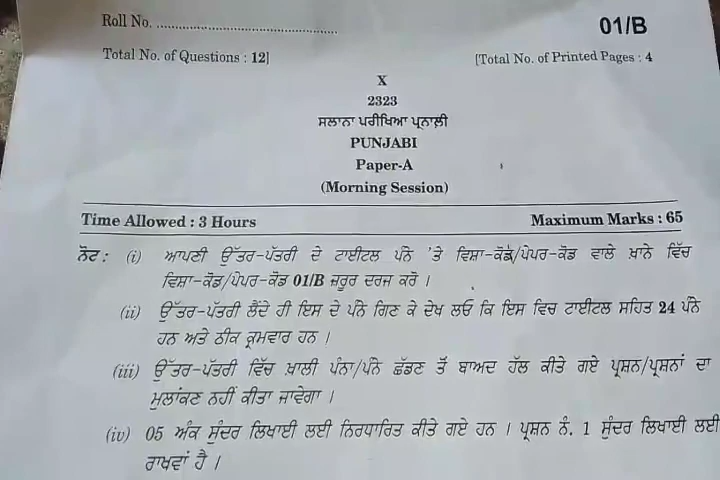 Roll No. ............................................
01/B
Total No. of Questions : 12]
[Total No. of Printed Pages : 4
X
2323
ਸਲਾਨਾ ਪਰੀਖਿਆ ਪ੍ਰਨਾਲੀ
PUNJABI
Paper-A
(Morning Session)
Time Allowed : 3 Hours
Maximum Marks : 65
ਨੋਟ : (i) ਆਪਣੀ ਉੱਤਰ-ਪੱਤਰੀ ਦੇ ਟਾਈਟਲ ਪੰਨੇ 'ਤੇ ਵਿਸ਼ਾ-ਕੋਡ/ਪੇਪਰ-ਕੋਡ ਵਾਲੇ ਖ਼ਾਨੇ ਵਿੱਚ
ਵਿਸ਼ਾ-ਕੋਡ/ਪੇਪਰ-ਕੋਡ 01/B ਜ਼ਰੂਰ ਦਰਜ ਕਰੋ ।
(ii) ਉੱਤਰ-ਪੱਤਰੀ ਲੈਂਦੇ ਹੀ ਇਸ ਦੇ ਪੰਨੇ ਗਿਣ ਕੇ ਦੇਖ ਲਓ ਕਿ ਇਸ ਵਿਚ ਟਾਈਟਲ ਸਹਿਤ 24 ਪੰਨੇ
ਹਨ ਅਤੇ ਠੀਕ ਕ੍ਰਮਵਾਰ ਹਨ ।
(iii) ਉੱਤਰ-ਪੱਤਰੀ ਵਿੱਚ ਖ਼ਾਲੀ ਪੰਨਾ/ਪੰਨੇ ਛੱਡਣ ਤੋਂ ਬਾਅਦ ਹੱਲ ਕੀਤੇ ਗਏ ਪ੍ਰਸ਼ਨ/ਪ੍ਰਸ਼ਨਾਂ ਦਾ
ਮੁਲਾਂਕਣ ਨਹੀਂ ਕੀਤਾ ਜਾਵੇਗਾ ।
(iv) 05 ਅੰਕ ਸੁੰਦਰ ਲਿਖਾਈ ਲਈ ਨਿਰਧਾਰਿਤ ਕੀਤੇ ਗਏ ਹਨ । ਪ੍ਰਸ਼ਨ ਨੰ. 1 ਸੁੰਦਰ ਲਿਖਾਈ ਲਈ
ਰਾਖਵਾਂ ਹੈ ।